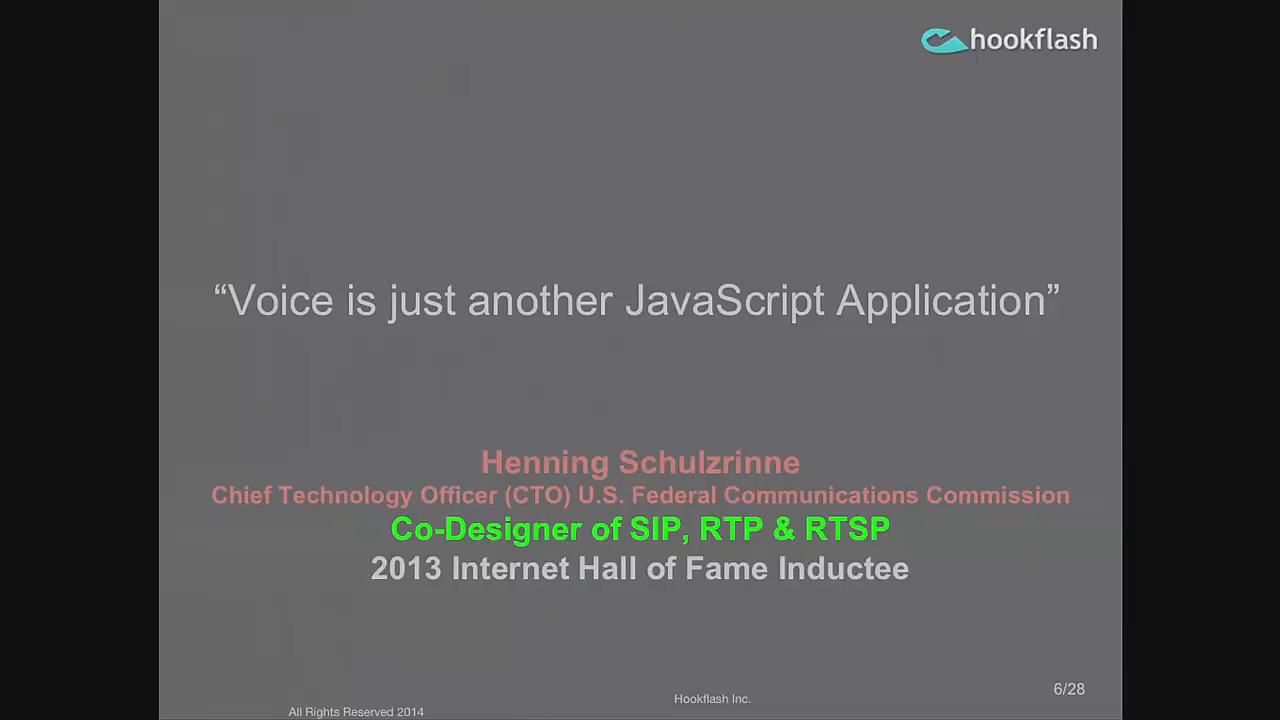 hookflash
“Voice is just another JavaScript Application”
Henning Schulzrinne
Chief Technology Officer (CTO) U.S. Federal Communications Commission
Co-Designer of SIP, RTP & RTSP
2013 Internet Hall of Fame Inductee
6/28
Hookflash Inc.
All Rights Reserved 2014